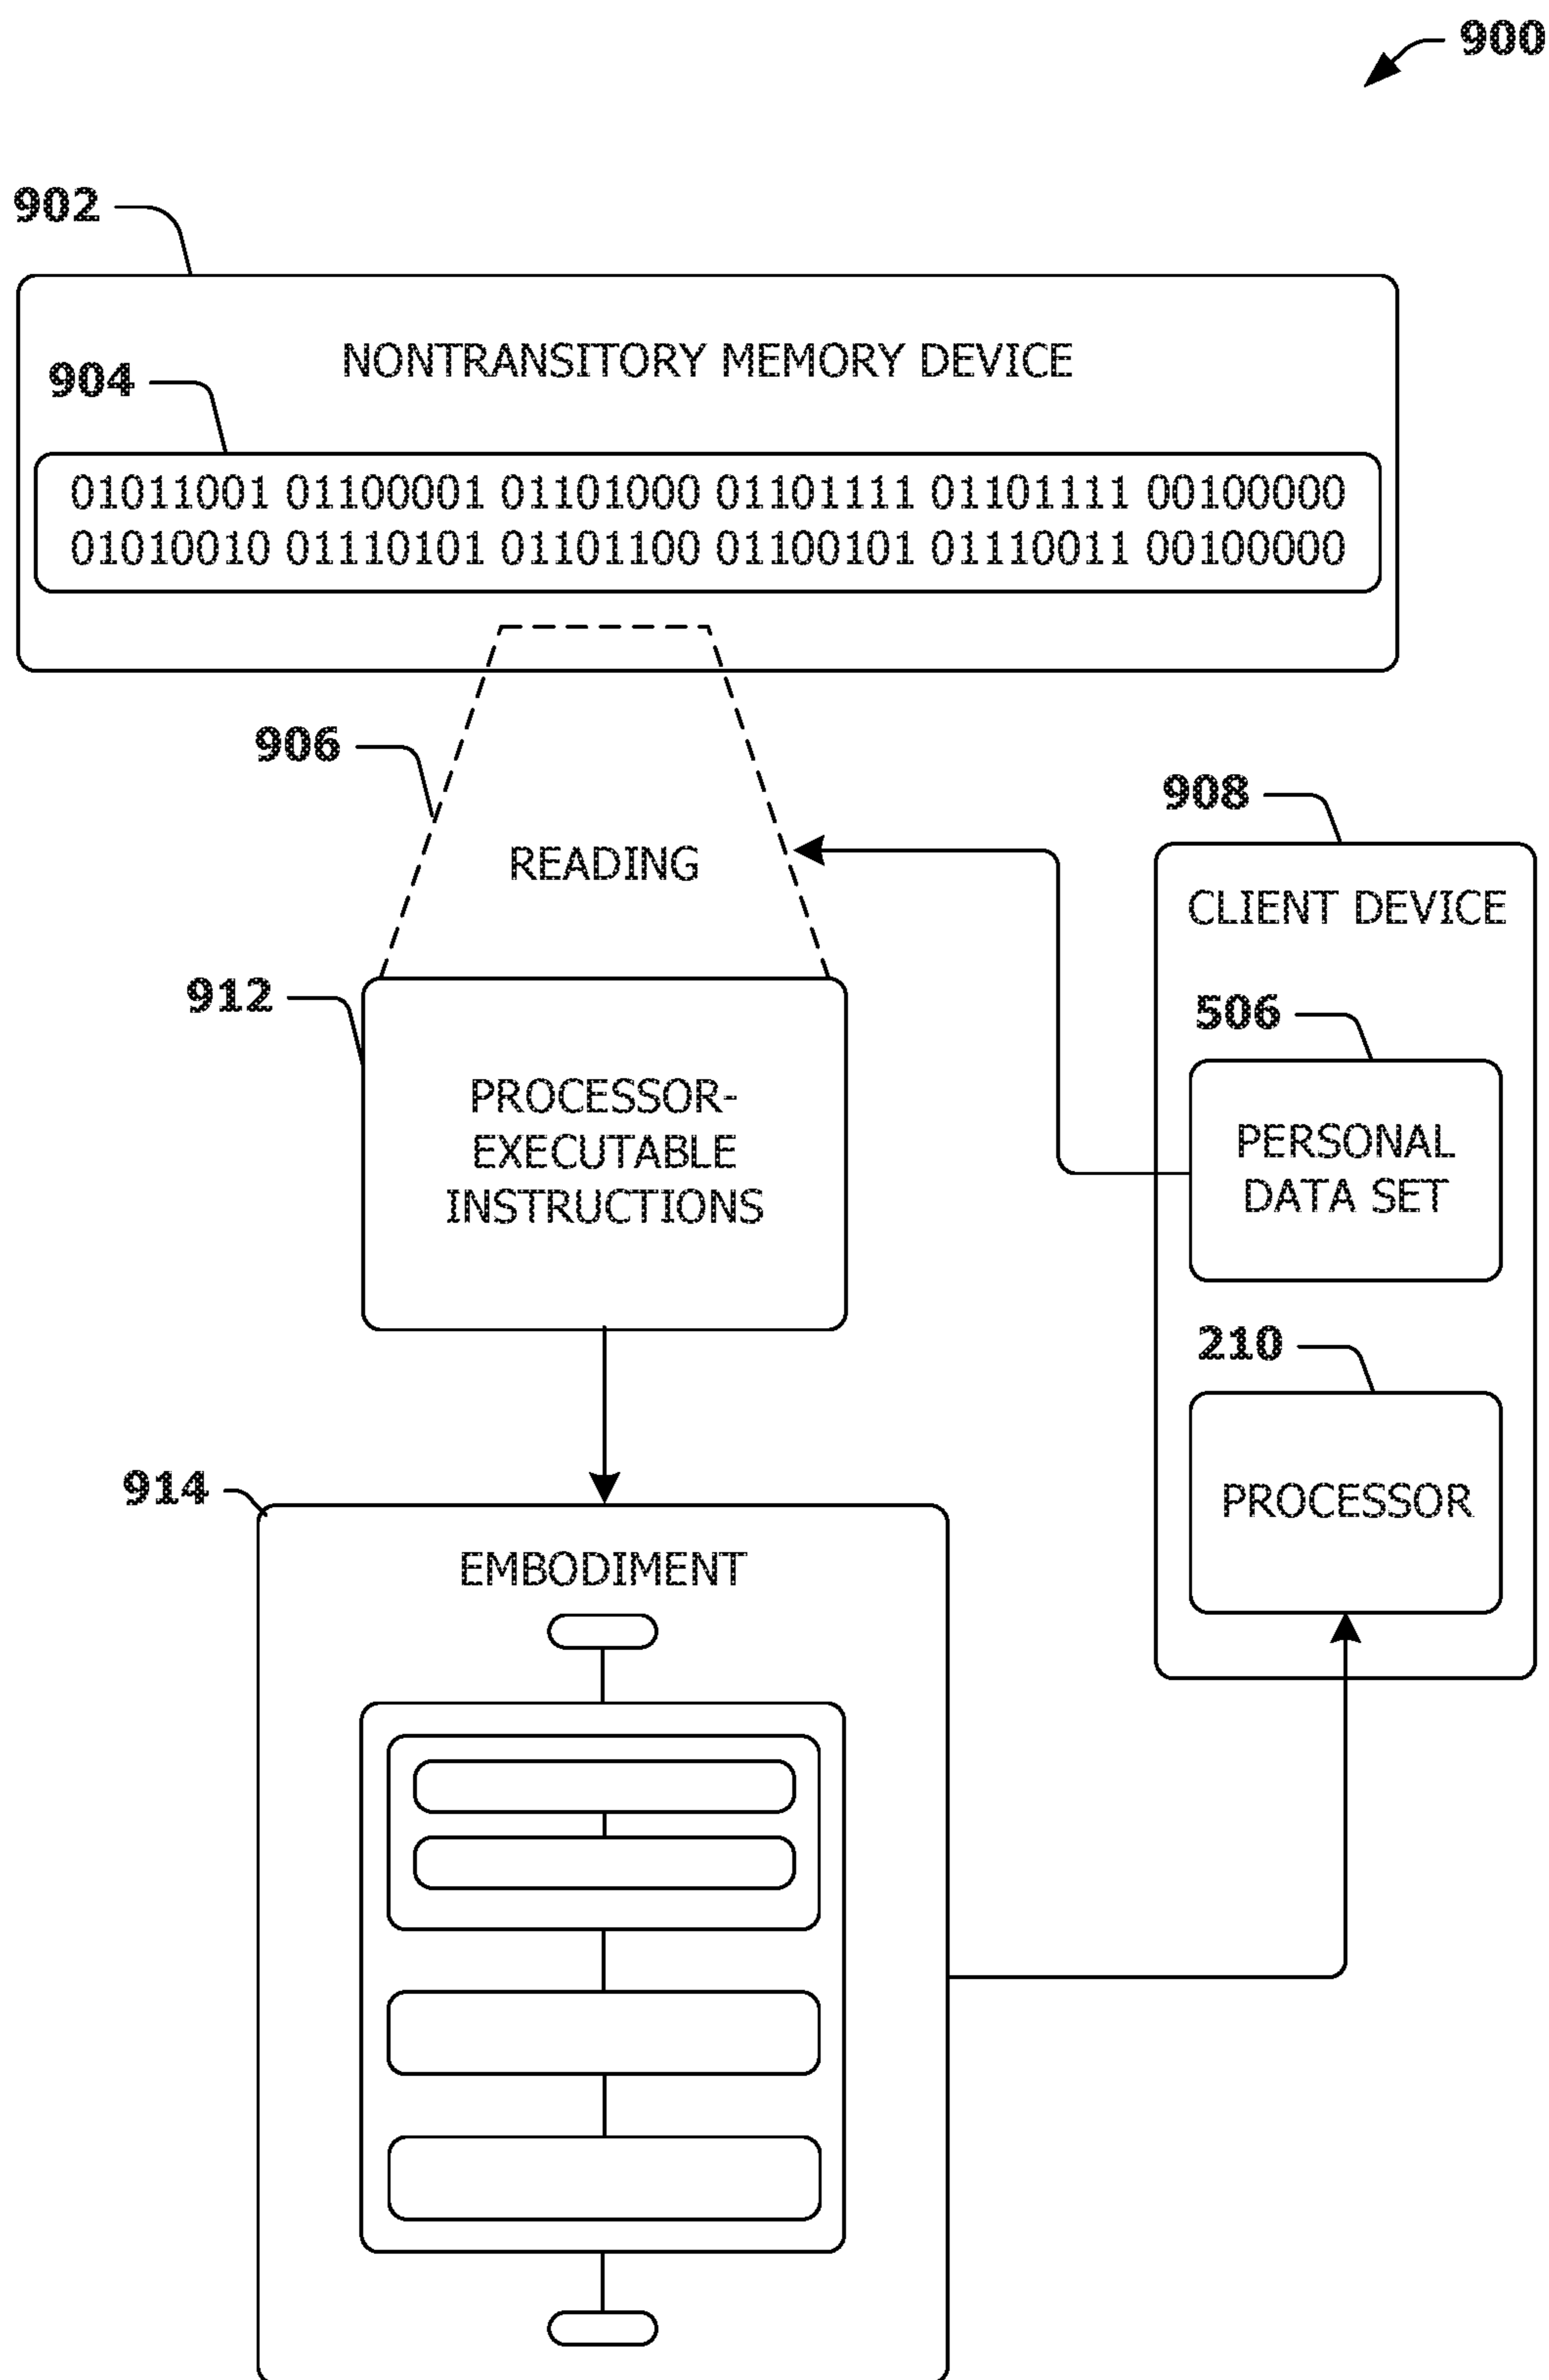 900
902
NONTRANSITORY MEMORY DEVICE
904
01011001 01100001 01101000 01101111 01101111 00100000
01010010 01110101 01101100 01100101 01110011 00100000
906
READING
908
CLIENT DEVICE
912
PROCESSOR-
EXECUTABLE
INSTRUCTIONS
506
PERSONAL
DATA SET
210
PROCESSOR
914
EMBODIMENT